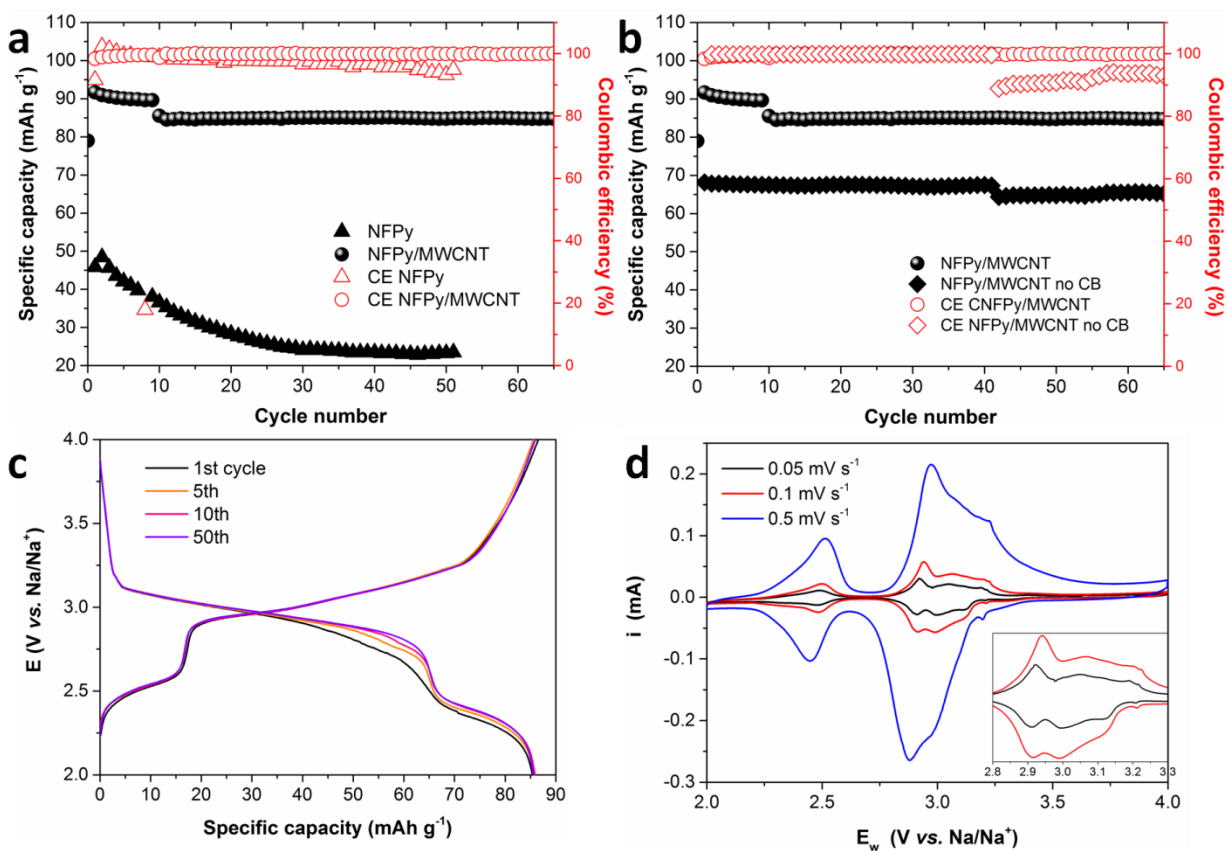 a
Specific capacity (mAh g⁻¹)
110
100
90
80
70
60
50
40
30
20
0 10 20 30 40 50 60
Cycle number
100
80
60
40
20
0
Coulombic efficiency (%)
NFPy
NFPy/MWCNT
CE NFPy
CE NFPy/MWCNT
b
Specific capacity (mAh g⁻¹)
110
100
90
80
70
60
50
40
30
20
0 10 20 30 40 50 60
Cycle number
100
80
60
40
20
0
Coulombic efficiency (%)
NFPy/MWCNT
NFPy/MWCNT no CB
CE CNFPy/MWCNT
CE NFPy/MWCNT no CB
c
E (V vs. Na/Na⁺)
4.0
3.5
3.0
2.5
2.0
1st cycle
5th
10th
50th
0 10 20 30 40 50 60 70 80 90
Specific capacity (mAh g⁻¹)
d
i (mA)
0.2
0.1
0.0
-0.1
-0.2
-0.3
0.05 mV s⁻¹
0.1 mV s⁻¹
0.5 mV s⁻¹
2.8 2.9 3.0 3.1 3.2 3.3
2.0 2.5 3.0 3.5 4.0
E_w (V vs. Na/Na⁺)